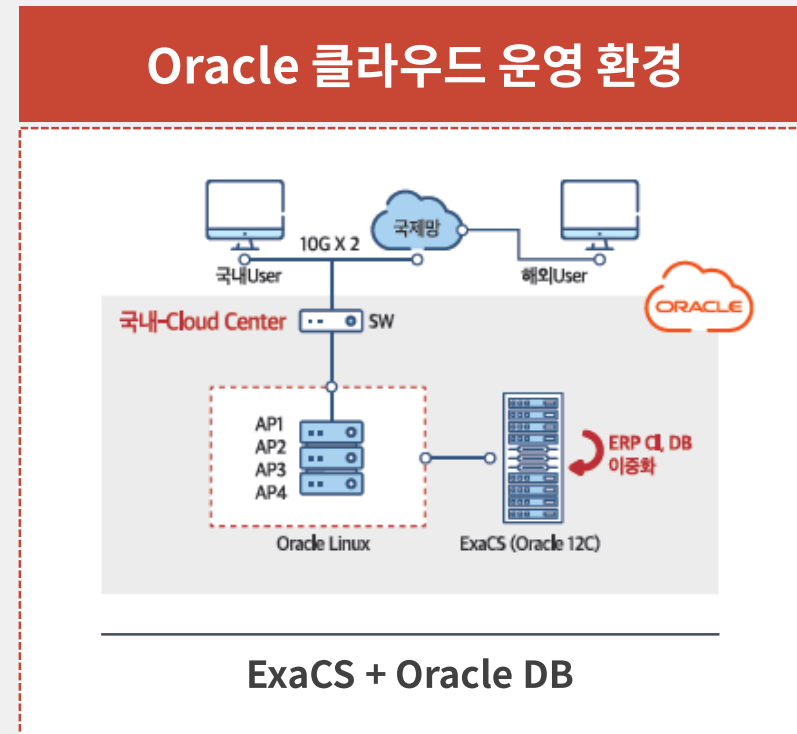 Oracle 클라우드 운영 환경
국제망
10G X 2
국내User
해외User
ORACLE
국내-Cloud Center
SW
AP1
AP2
AP3
AP4
ERP CI, DB
이중화
Oracle Linux
ExaCS (Oracle 12C)
ExaCS + Oracle DB